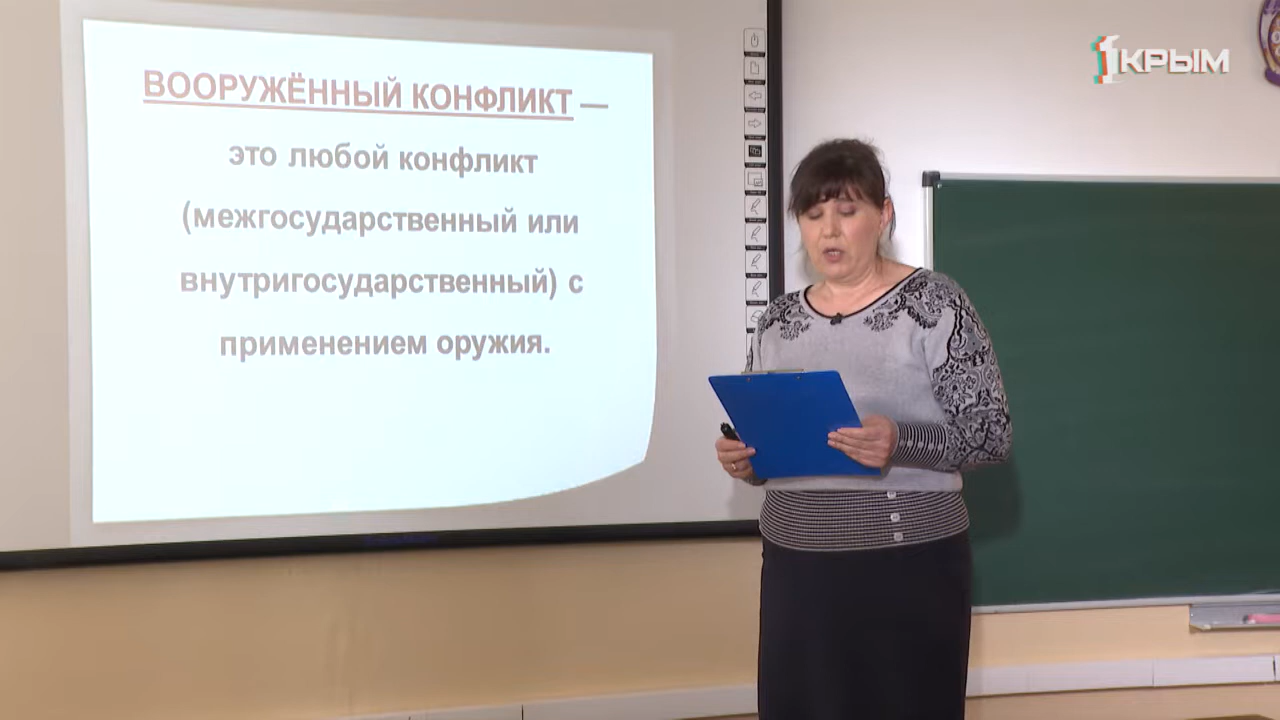 ВООРУЖЁННЫЙ КОНФЛИКТ —
это любой конфликт
(межгосударственный или
внутригосударственный) с
применением оружия.
1КРЫМ